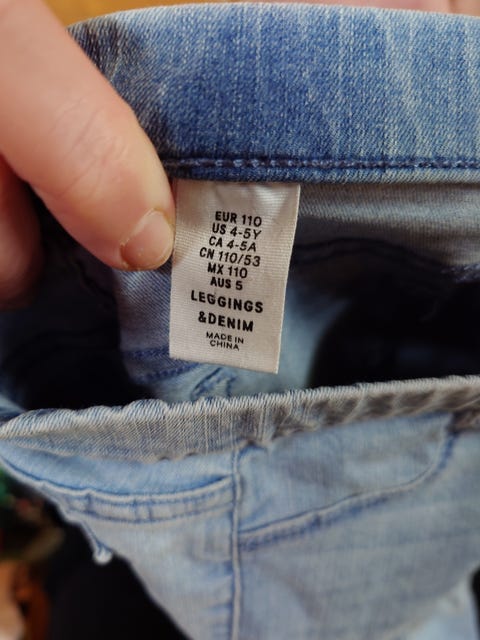 EUR 110
US 4-5Y
CA 4-5A
CN 110/53
MX 110
AUS 5
LEGGINGS
&DENIM
MADE IN
CHINA